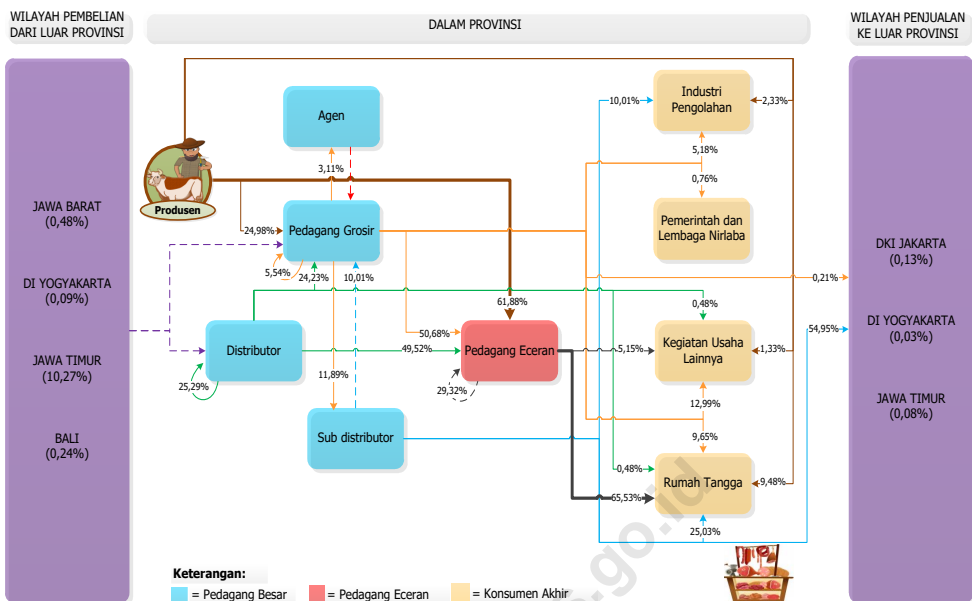 WILAYAH PEMBELIAN
DARI LUAR PROVINSI
DALAM PROVINSI
WILAYAH PENJUALAN
KE LUAR PROVINSI
Agen
Industri
Pengolahan
10,01%
2,33%
5,18%
3,11%
0,76%
Produsen
JAWA BARAT
(0,48%)
24,98%
Pedagang Grosir
Pemerintah dan
Lembaga Nirlaba
DKI JAKARTA
(0,13%)
5,54%
24,23%
10,01%
0,21%
DI YOGYAKARTA
(0,09%)
61,88%
0,48%
50,68%
54,95%
DI YOGYAKARTA
(0,03%)
Distributor
49,52%
Pedagang Eceran
5,15%
Kegiatan Usaha
Lainnya
1,33%
JAWA TIMUR
(10,27%)
25,29%
11,89%
29,32%
12,99%
JAWA TIMUR
(0,08%)
BALI
(0,24%)
Sub distributor
9,65%
0,48%
Rumah Tangga
9,48%
65,53%
25,03%
.go.id
Keterangan:
= Pedagang Besar
= Pedagang Eceran
= Konsumen Akhir